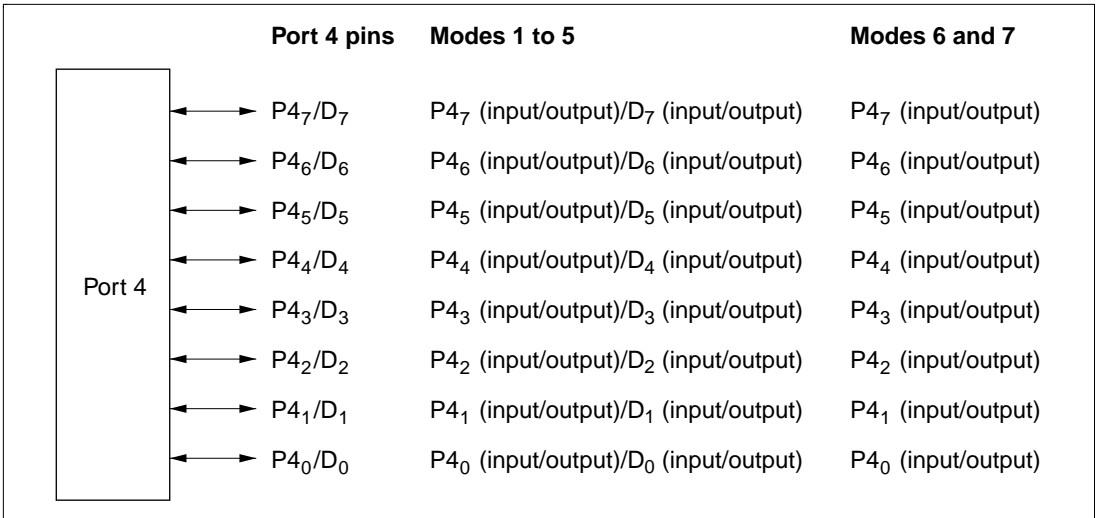 Port 4 pins Modes 1 to 5 Modes 6 and 7
P4₇/D₇ P4₇ (input/output)/D₇ (input/output) P4₇ (input/output)
P4₆/D₆ P4₆ (input/output)/D₆ (input/output) P4₆ (input/output)
P4₅/D₅ P4₅ (input/output)/D₅ (input/output) P4₅ (input/output)
P4₄/D₄ P4₄ (input/output)/D₄ (input/output) P4₄ (input/output)
Port 4
P4₃/D₃ P4₃ (input/output)/D₃ (input/output) P4₃ (input/output)
P4₂/D₂ P4₂ (input/output)/D₂ (input/output) P4₂ (input/output)
P4₁/D₁ P4₁ (input/output)/D₁ (input/output) P4₁ (input/output)
P4₀/D₀ P4₀ (input/output)/D₀ (input/output) P4₀ (input/output)